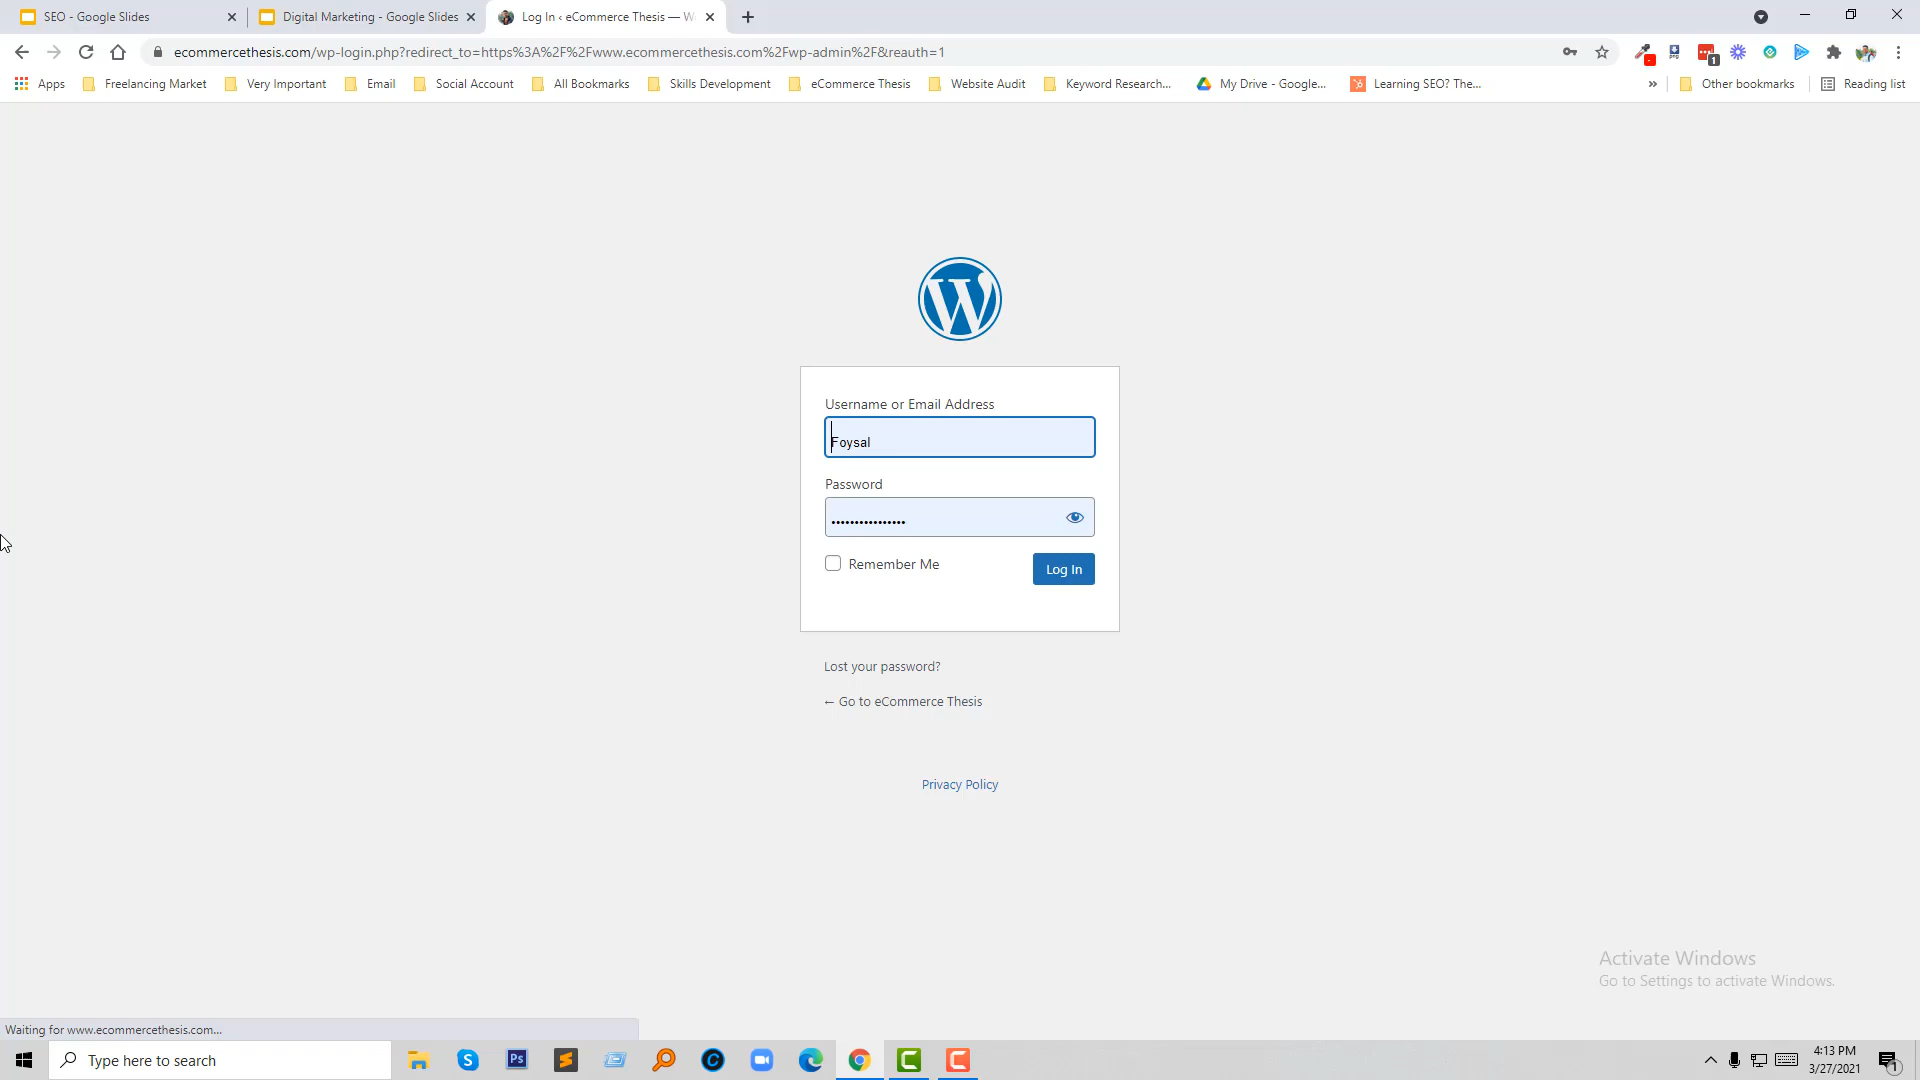 SEO - Google Slides
Digital Marketing - Google Slides
Log In ‹ eCommerce Thesis — W
ecommercethesis.com/wp-login.php?redirect_to=https%3A%2F%2Fwww.ecommercethesis.com%2Fwp-admin%2F&reauth=1
Apps
Freelancing Market
Very Important
Email
Social Account
All Bookmarks
Skills Development
eCommerce Thesis
Website Audit
Keyword Research...
My Drive - Google...
Learning SEO? The...
»
Other bookmarks
Reading list
Username or Email Address
Foysal
Password
••••••••••••••••
Remember Me
Log In
Lost your password?
← Go to eCommerce Thesis
Privacy Policy
Activate Windows
Go to Settings to activate Windows.
Waiting for www.ecommercethesis.com...
Type here to search
4:13 PM
3/27/2021